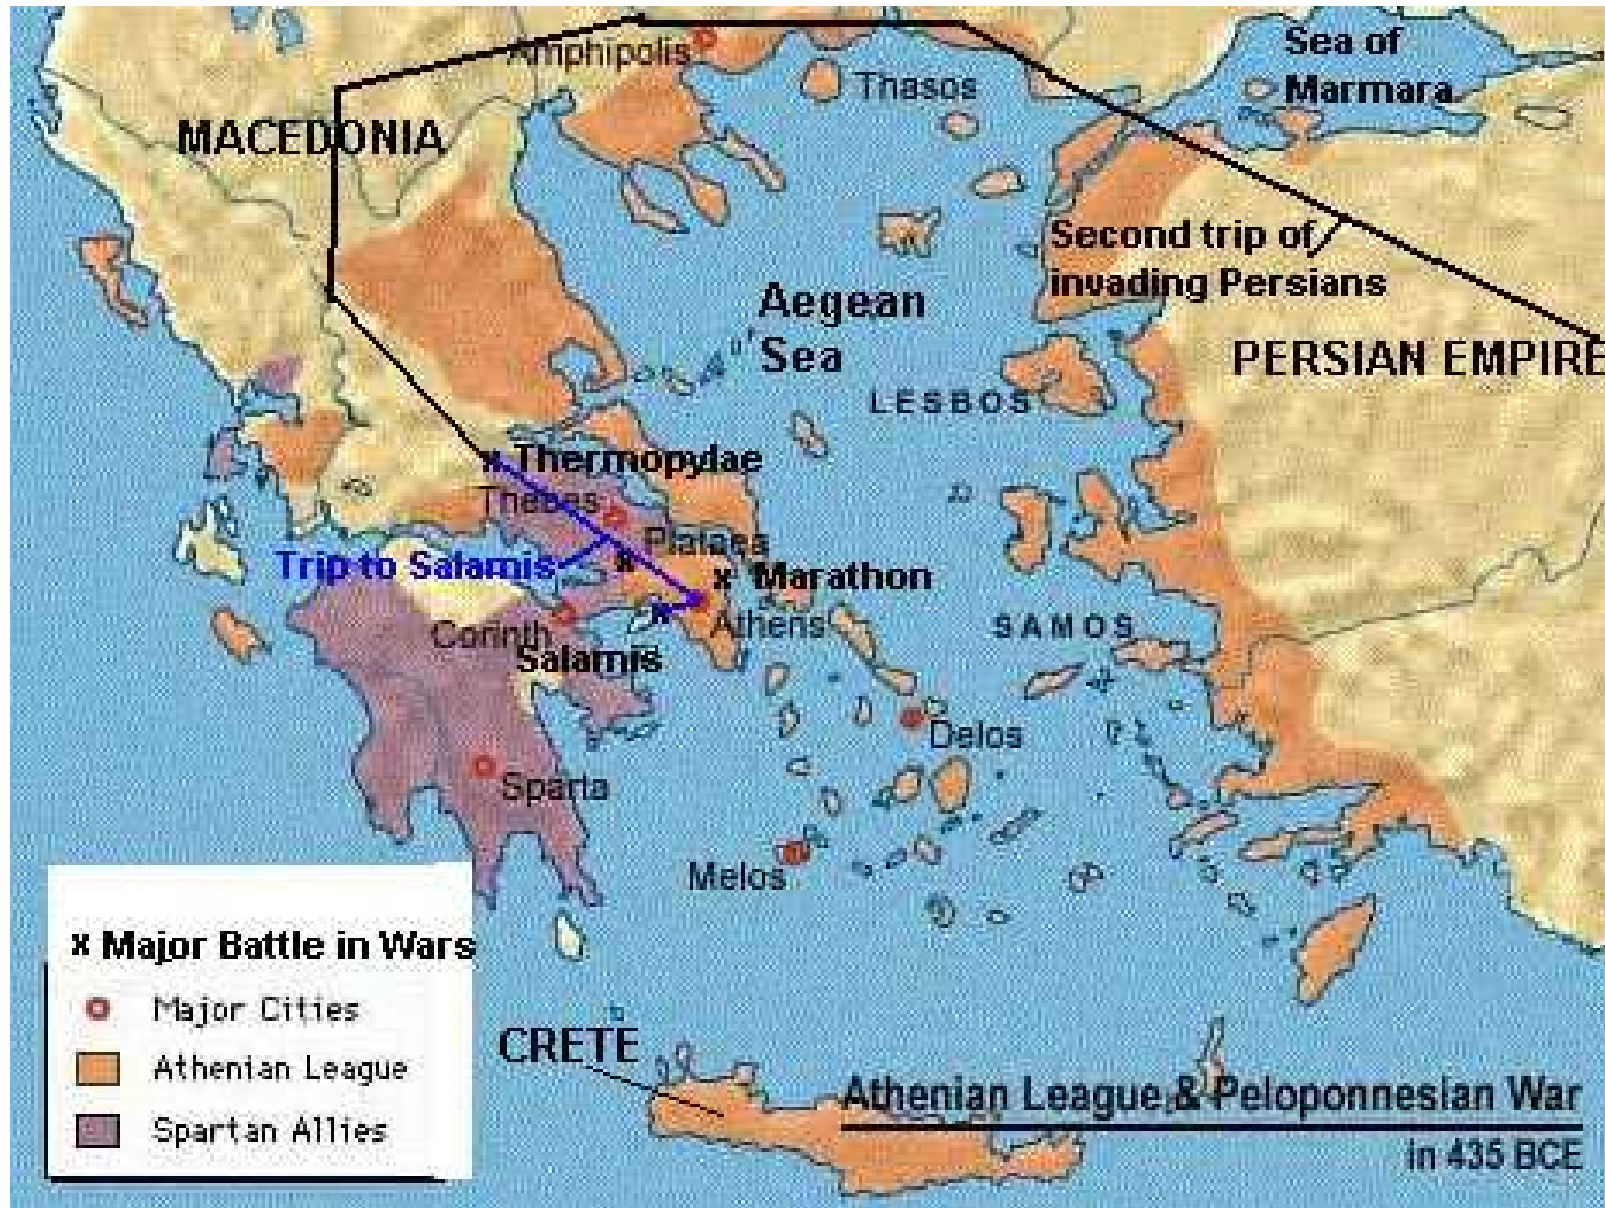 Sea of
Marmara
Amphipolis
Thasos
MACEDONIA
Second trip of
invading Persians
Aegean
Sea
PERSIAN EMPIRE
LESBOS
Thermopylae
Thebes
Plataea
Trip to Salamis
Marathon
Athens
SAMOS
Corinth
Salamis
Delos
Sparta
Melos
x Major Battle in Wars
Major Cities
Athenian League
Spartan Allies
CRETE
Athenian League & Peloponnesian War
in 435 BCE